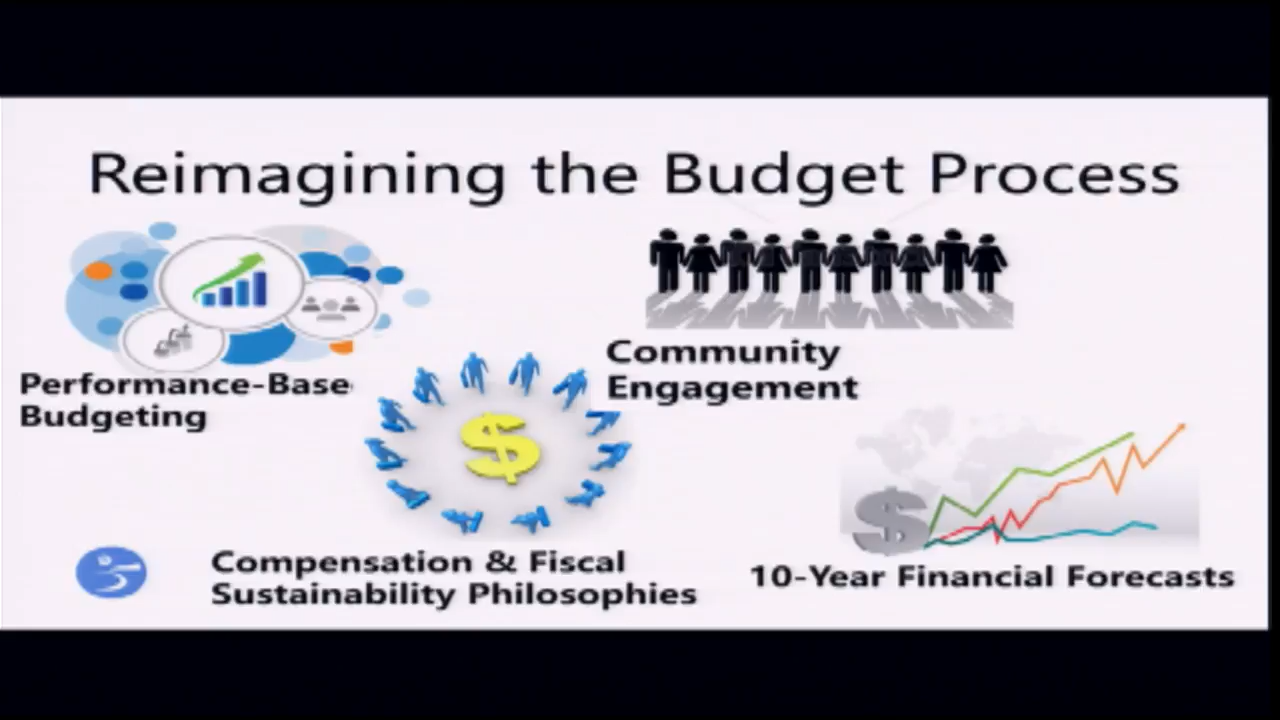 Reimagining the Budget Process
Performance-Base
Budgeting
Community
Engagement
Compensation & Fiscal
Sustainability Philosophies
10-Year Financial Forecasts